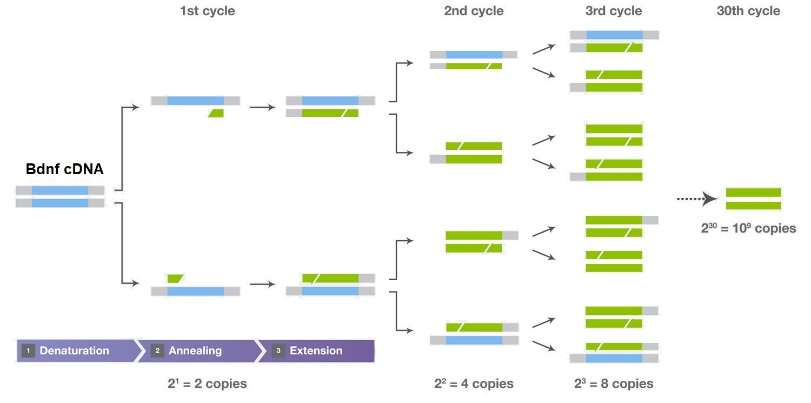 1st cycle
2nd cycle
3rd cycle
30th cycle
Bdnf cDNA
2³⁰ = 10⁹ copies
1 Denaturation
2 Annealing
3 Extension
2¹ = 2 copies
2² = 4 copies
2³ = 8 copies